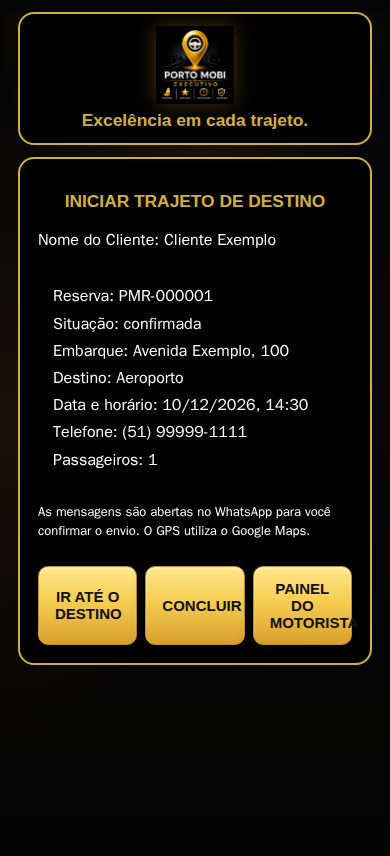 PORTO MOBI
EXECUTIVO
Excelência em cada trajeto.
INICIAR TRAJETO DE DESTINO
Nome do Cliente: Cliente Exemplo
Reserva: PMR-000001
Situação: confirmada
Embarque: Avenida Exemplo, 100
Destino: Aeroporto
Data e horário: 10/12/2026, 14:30
Telefone: (51) 99999-1111
Passageiros: 1
As mensagens são abertas no WhatsApp para você
confirmar o envio. O GPS utiliza o Google Maps.
IR ATÉ O
DESTINO
CONCLUIR
PAINEL
DO
MOTORISTA